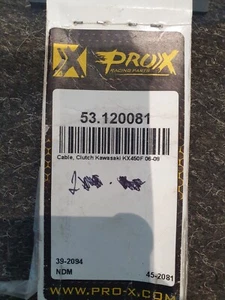 PROX
RACING PARTS
53.120081
Cable, Clutch Kawasaki KX450F 06-09
39-2094
NDM
45-2081
WWW.PRO-X.COM